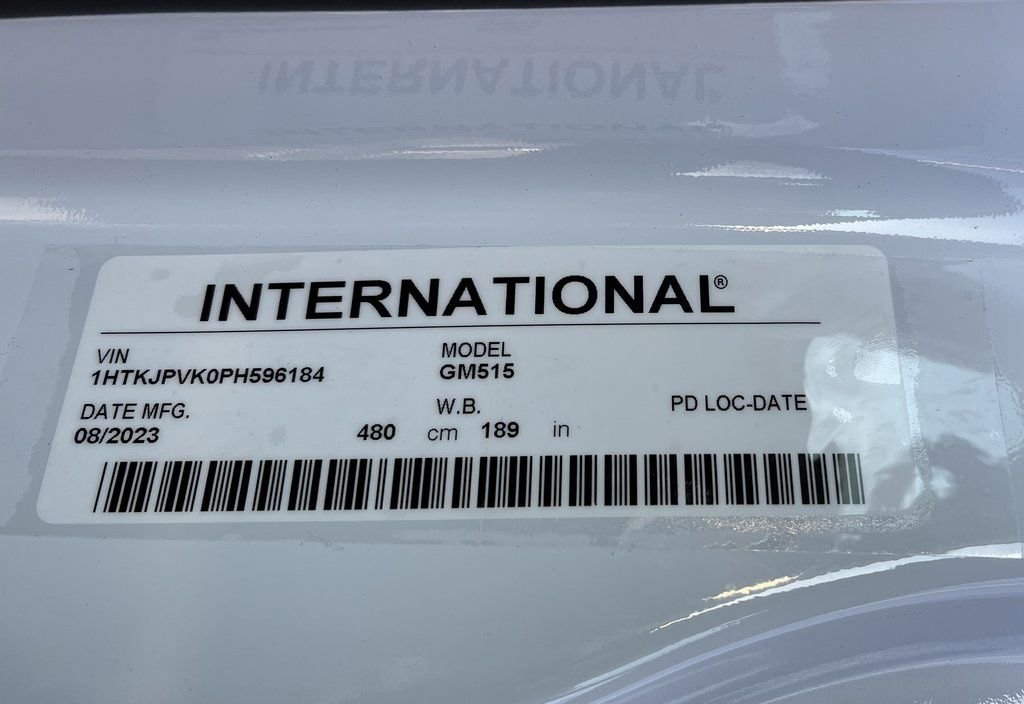 INTERNATIONAL®
VIN MODEL
1HTKJPVK0PH596184 GM515
DATE MFG. W.B. PD LOC-DATE
08/2023 480 cm 189 in